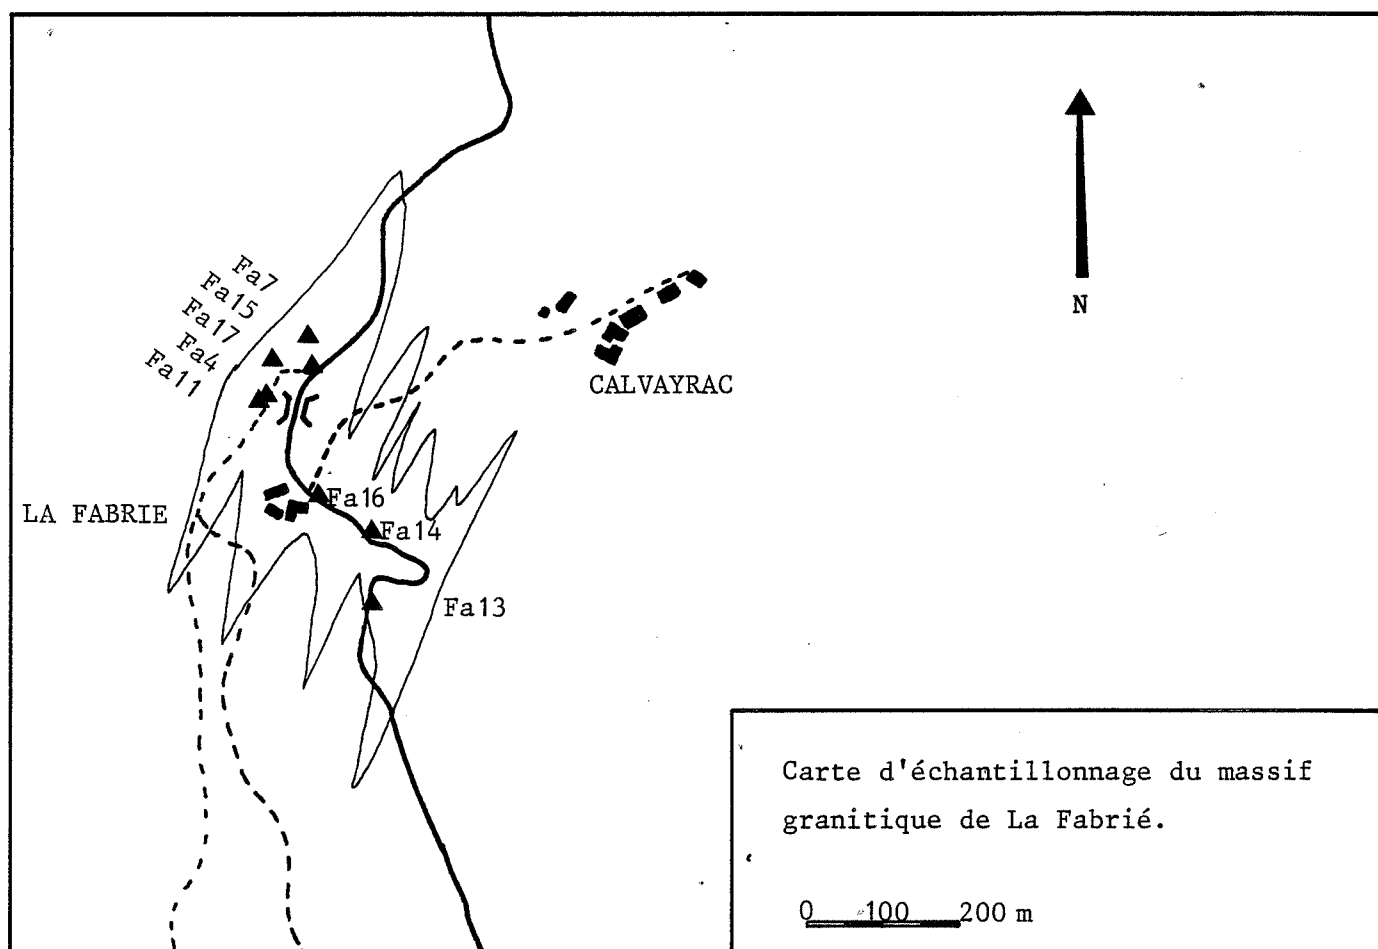 N
Fa7
Fa15
Fa17
Fa4
Fa11
CALVAYRAC
LA FABRIE
Fa16
Fa14
Fa13
Carte d'échantillonnage du massif
granitique de La Fabrié.
0 100 200 m